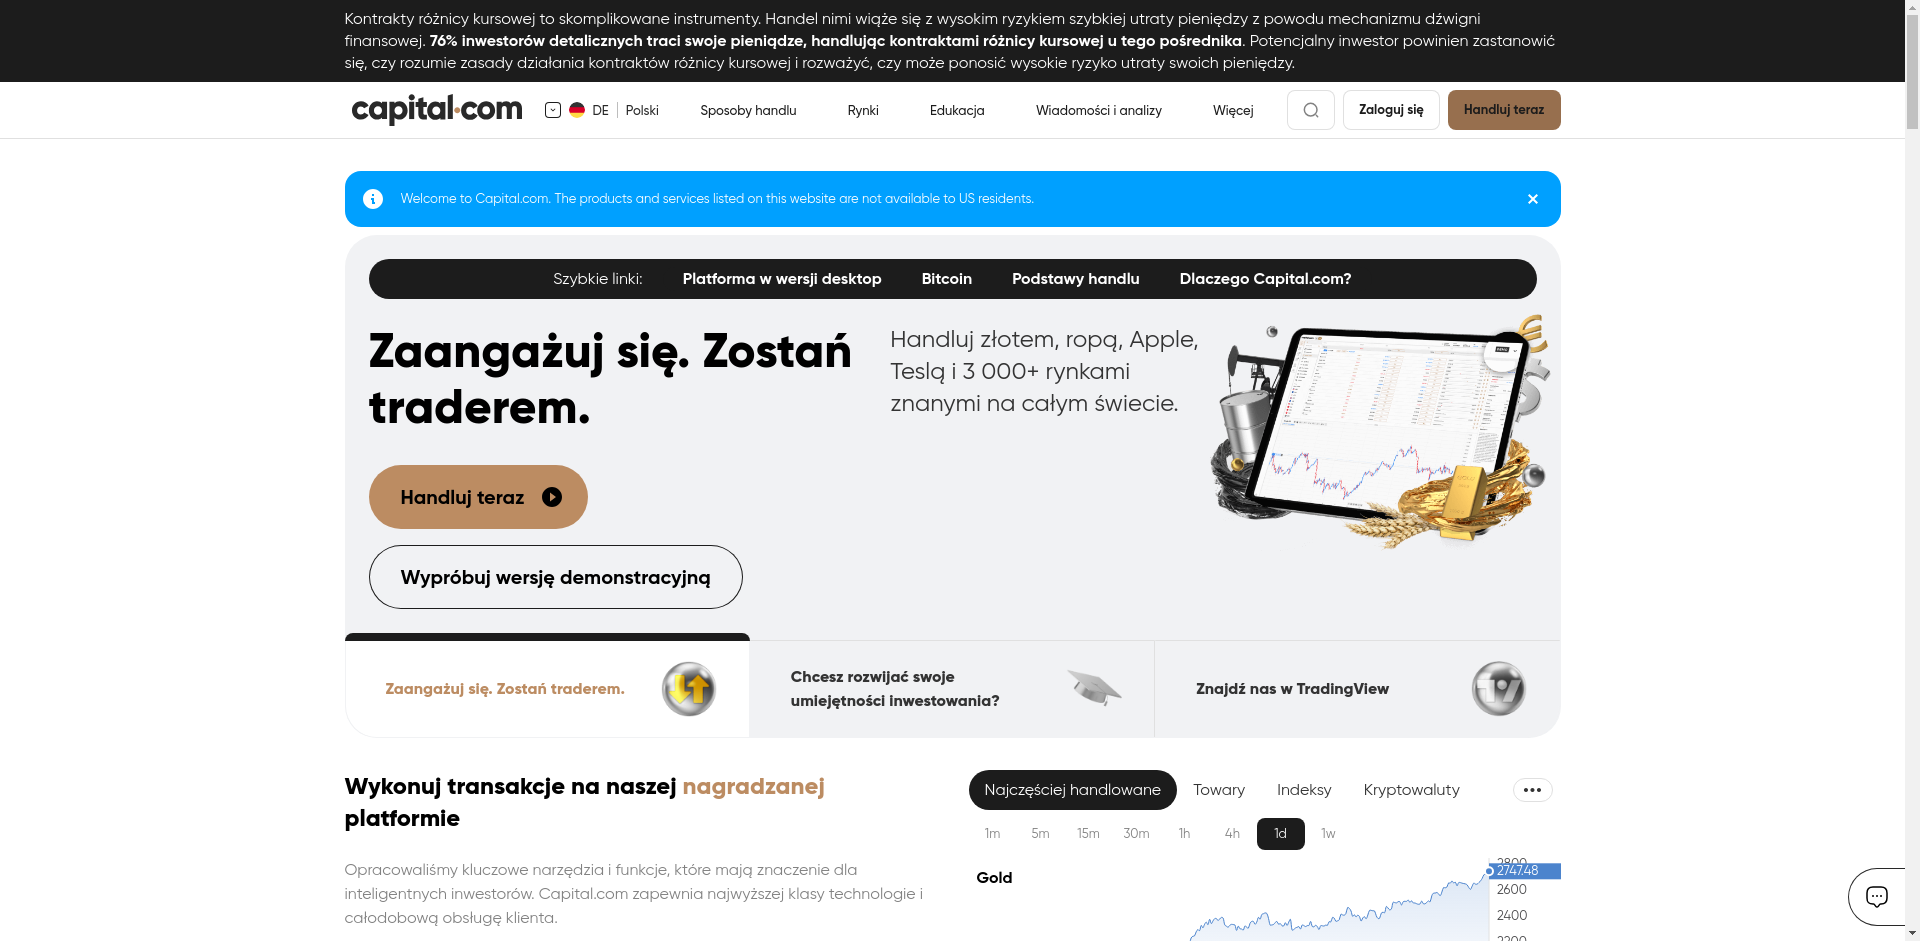 Kontrakty różnicy kursowej to skomplikowane instrumenty. Handel nimi wiąże się z wysokim ryzykiem szybkiej utraty pieniędzy z powodu mechanizmu dźwigni
finansowej. 76% inwestorów detalicznych traci swoje pieniądze, handlując kontraktami różnicy kursowej u tego pośrednika. Potencjalny inwestor powinien zastanowić
się, czy rozumie zasady działania kontraktów różnicy kursowej i rozważyć, czy może ponosić wysokie ryzyko utraty swoich pieniędzy.
capital.com
DE
Polski
Sposoby handlu
Rynki
Edukacja
Wiadomości i analizy
Więcej
Zaloguj się
Handluj teraz
Welcome to Capital.com. The products and services listed on this website are not available to US residents.
Szybkie linki:
Platforma w wersji desktop
Bitcoin
Podstawy handlu
Dlaczego Capital.com?
Zaangażuj się. Zostań
traderem.
Handluj złotem, ropą, Apple,
Teslą i 3 000+ rynkami
znanymi na całym świecie.
Handluj teraz
Wypróbuj wersję demonstracyjną
Zaangażuj się. Zostań traderem.
Chcesz rozwijać swoje
umiejętności inwestowania?
Znajdź nas w TradingView
Wykonuj transakcje na naszej nagradzanej
platformie
Opracowaliśmy kluczowe narzędzia i funkcje, które mają znaczenie dla
inteligentnych inwestorów. Capital.com zapewnia najwyższej klasy technologie i
całodobową obsługę klienta.
Najczęściej handlowane
Towary
Indeksy
Kryptowaluty
1m
5m
15m
30m
1h
4h
1d
1w
Gold
2800
2747.48
2600
2400
2200